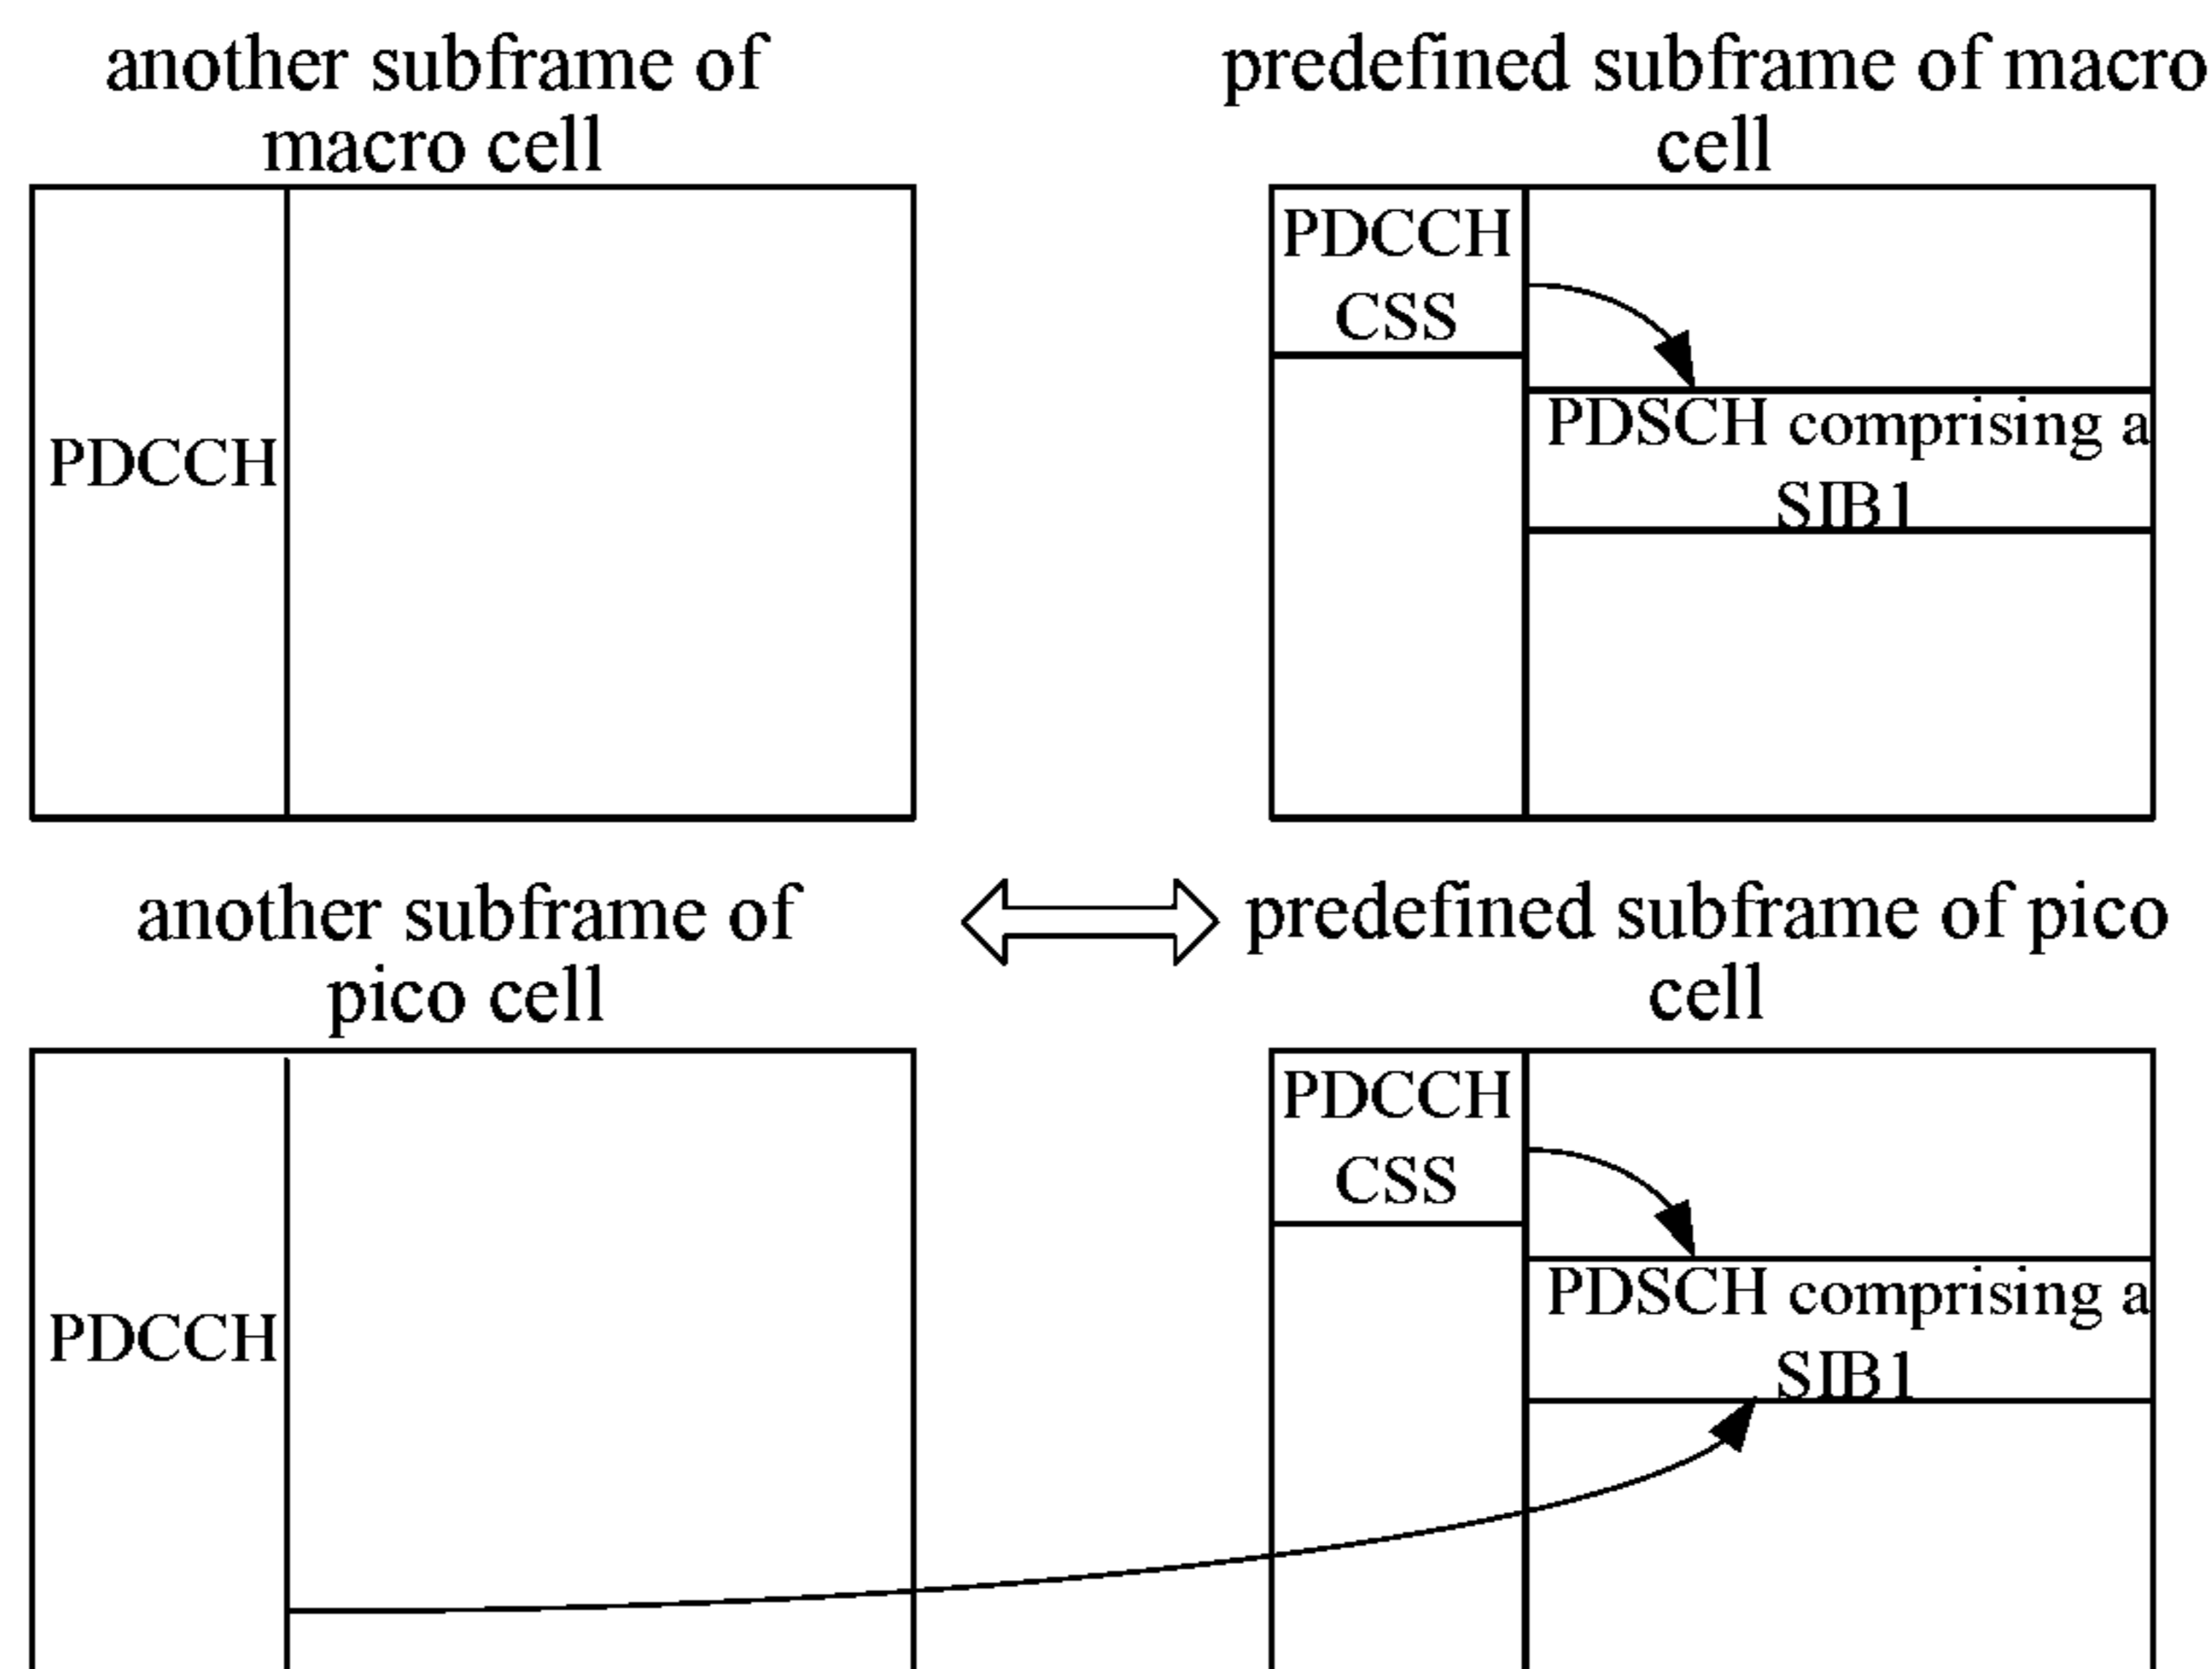 another subframe of
macro cell
predefined subframe of macro
cell
PDCCH
PDCCH
CSS
PDSCH comprising a
SIB1
another subframe of
pico cell
predefined subframe of pico
cell
PDCCH
PDCCH
CSS
PDSCH comprising a
SIB1